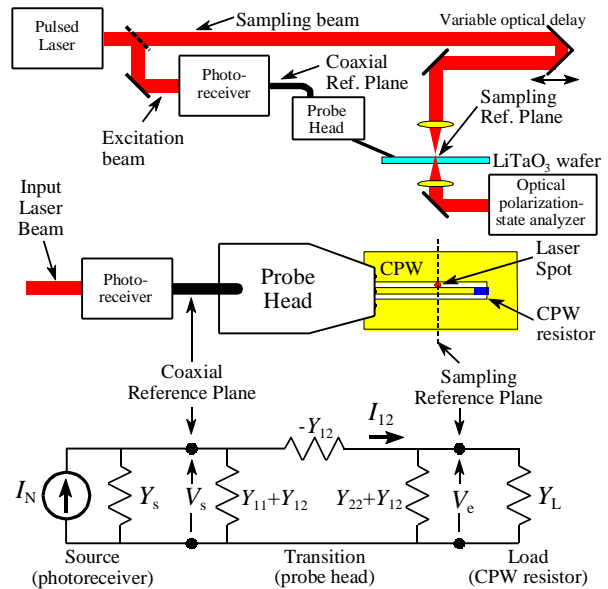 Pulsed
Laser
Sampling beam
Variable optical delay
Photo-
receiver
Coaxial
Ref. Plane
Probe
Head
Sampling
Ref. Plane
Excitation
beam
LiTaO3 wafer
Optical
polarization-
state analyzer
Input
Laser
Beam
Photo-
receiver
Probe
Head
CPW
Laser
Spot
CPW
resistor
Coaxial
Reference Plane
Sampling
Reference Plane
-Y12
I12
IN
Ys
Vs
Y11+Y12
Y22+Y12
Ve
YL
Source
(photoreceiver)
Transition
(probe head)
Load
(CPW resistor)